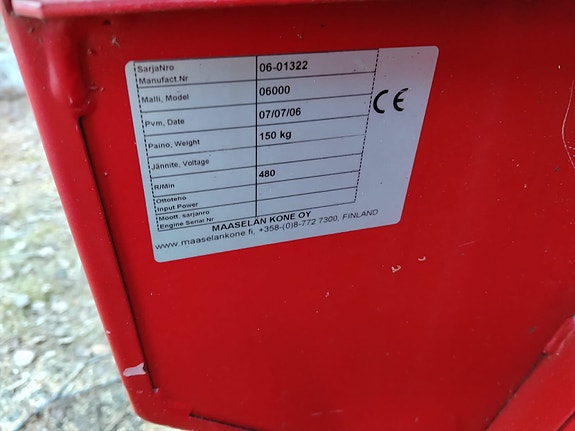 SarjaNro
Manufact.Nr 06-01322
Malli, Model 06000
Pvm, Date 07/07/06
Paino, Weight 150 kg
Jännite, Voltage
R/Min 480
Ottoteho
Input Power
Moott. sarjanro
Engine Serial Nr
CE
MAASELÄN KONE OY
www.maaselankone.fi, +358-(0)8-772 7300, FINLAND